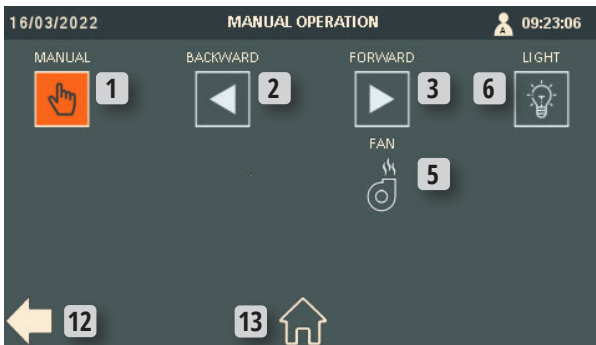 16/03/2022 MANUAL OPERATION A 09:23:06
MANUAL BACKWARD FORWARD LIGHT
1 2 3 6
FAN
5
12 13